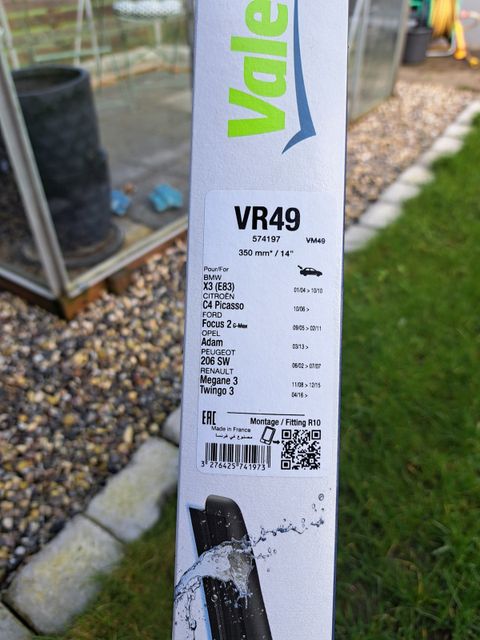 Vale
VR49
574197 VM49
350 mm* / 14"
Pour/For
BMW
X3 (E83) 01/04 > 10/10
CITROËN
C4 Picasso 10/06 >
FORD
Focus 2 C-Max 09/05 > 02/11
OPEL
Adam 03/13 >
PEUGEOT
206 SW 06/02 > 07/07
RENAULT
Megane 3 11/08 > 12/15
Twingo 3 04/16 >
EAC Montage / Fitting R10
Made in France
مصنوع في فرنسا
3 276425 741973